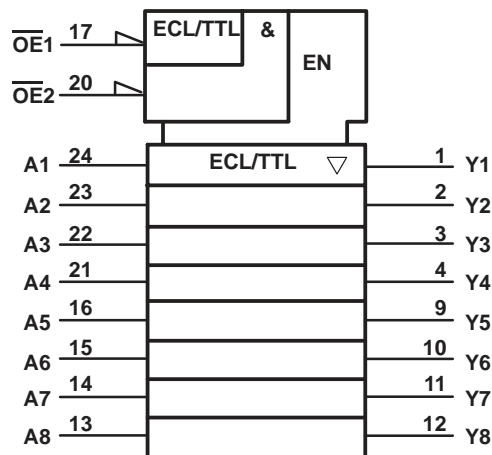 OE1 17 ECL/TTL &
EN
OE2 20
A1 24 ECL/TTL ▽ 1 Y1
A2 23 2 Y2
A3 22 3 Y3
A4 21 4 Y4
A5 16 9 Y5
A6 15 10 Y6
A7 14 11 Y7
A8 13 12 Y8